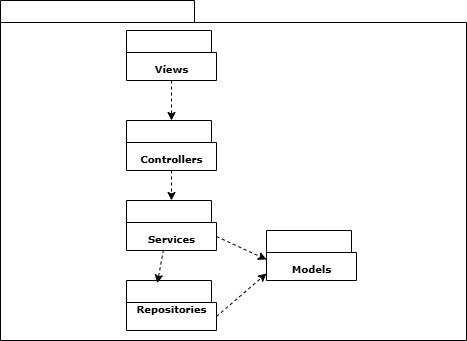 Views
Controllers
Services
Models
Repositories